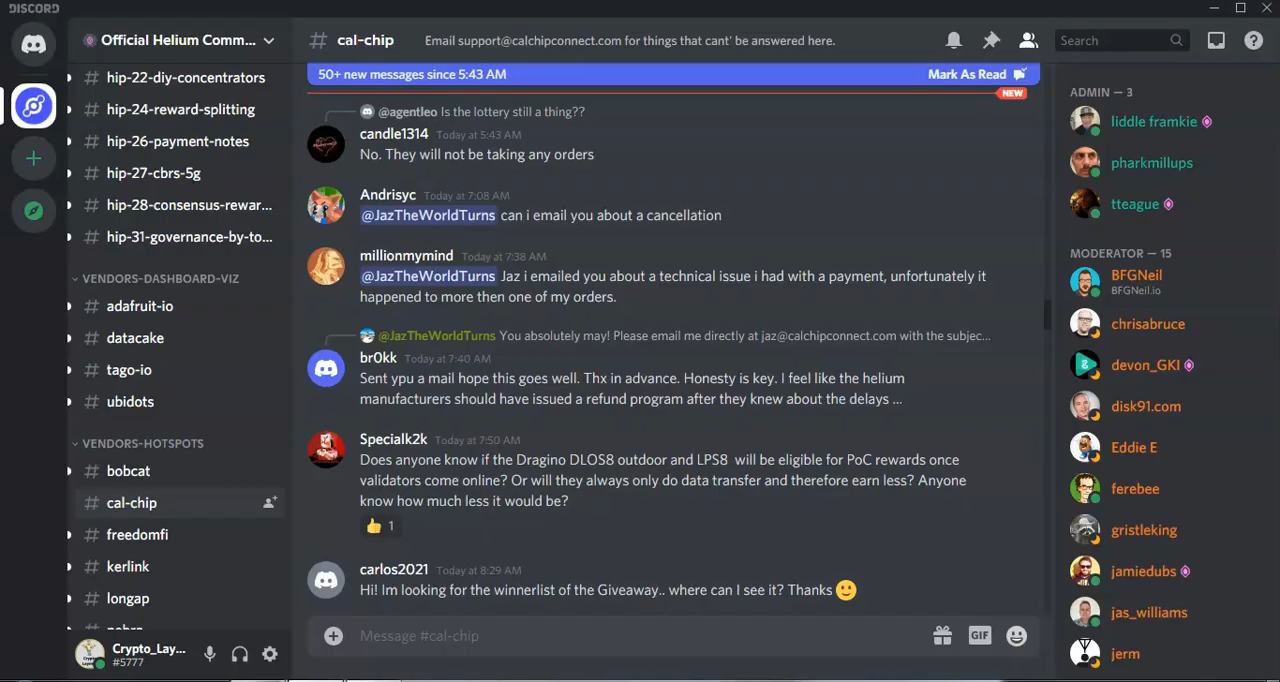 DISCORD
Official Helium Comm...
hip-22-diy-concentrators
hip-24-reward-splitting
hip-26-payment-notes
hip-27-cbrs-5g
hip-28-consensus-rewar...
hip-31-governance-by-to...
VENDORS-DASHBOARD-VIZ
adafruit-io
datacake
tago-io
ubidots
VENDORS-HOTSPOTS
bobcat
cal-chip
freedomfi
kerlink
longap
Crypto_Lay...
#5777
# cal-chip
Email support@calchipconnect.com for things that cant' be answered here.
Search
50+ new messages since 5:43 AM
Mark As Read
NEW
@agentleo Is the lottery still a thing??
candle1314 Today at 5:43 AM
No. They will not be taking any orders
Andrisyc Today at 7:08 AM
@JazTheWorldTurns can i email you about a cancellation
millionmymind Today at 7:38 AM
@JazTheWorldTurns Jaz i emailed you about a technical issue i had with a payment, unfortunately it
happened to more then one of my orders.
@JazTheWorldTurns You absolutely may! Please email me directly at jaz@calchipconnect.com with the subjec...
br0kk Today at 7:40 AM
Sent ypu a mail hope this goes well. Thx in advance. Honesty is key. I feel like the helium
manufacturers should have issued a refund program after they knew about the delays ...
Specialk2k Today at 7:50 AM
Does anyone know if the Dragino DLOS8 outdoor and LPS8 will be eligible for PoC rewards once
validators come online? Or will they always only do data transfer and therefore earn less? Anyone
know how much less it would be?
👍 1
carlos2021 Today at 8:29 AM
Hi! Im looking for the winnerlist of the Giveaway.. where can I see it? Thanks 🙂
Message #cal-chip
GIF
ADMIN — 3
liddle framkie
pharkmillups
tteague
MODERATOR — 15
BFGNeil
BFGNeil.io
chrisabruce
devon_GKI
disk91.com
Eddie E
ferebee
gristleking
jamiedubs
jas_williams
jerm